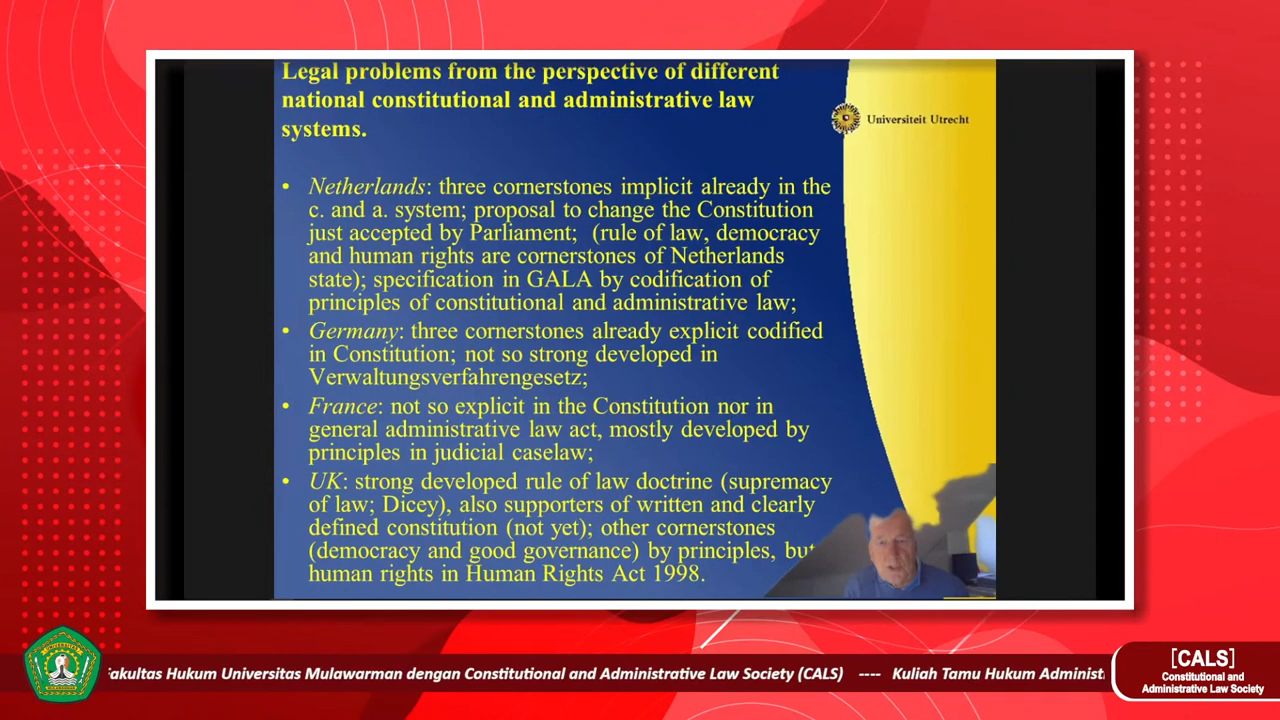 Legal problems from the perspective of different
national constitutional and administrative law
systems.
Universiteit Utrecht
• Netherlands: three cornerstones implicit already in the
c. and a. system; proposal to change the Constitution
just accepted by Parliament; (rule of law, democracy
and human rights are cornerstones of Netherlands
state); specification in GALA by codification of
principles of constitutional and administrative law;
• Germany: three cornerstones already explicit codified
in Constitution; not so strong developed in
Verwaltungsverfahrengesetz;
• France: not so explicit in the Constitution nor in
general administrative law act, mostly developed by
principles in judicial caselaw;
• UK: strong developed rule of law doctrine (supremacy
of law; Dicey), also supporters of written and clearly
defined constitution (not yet); other cornerstones
(democracy and good governance) by principles, but
human rights in Human Rights Act 1998.
akultas Hukum Universitas Mulawarman dengan Constitutional and Administrative Law Society (CALS) ---- Kuliah Tamu Hukum Administ
[CALS]
Constitutional and
Administrative Law Society